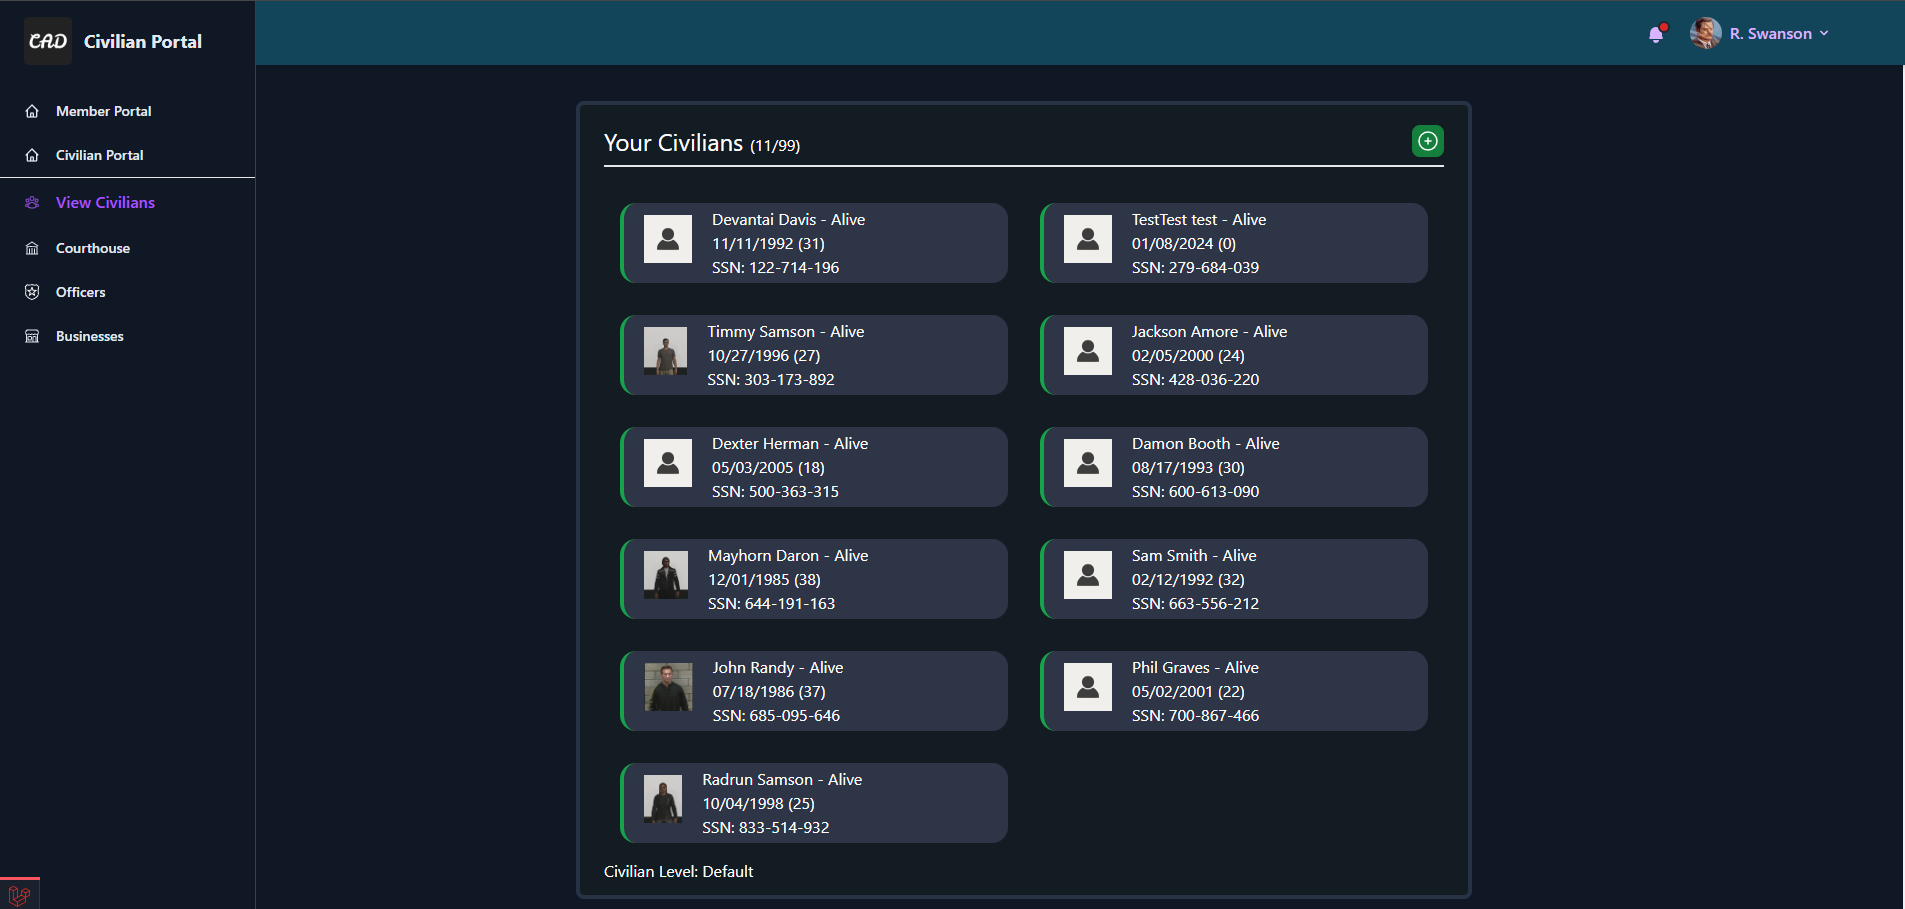 CAD
Civilian Portal
R. Swanson
Member Portal
Civilian Portal
View Civilians
Courthouse
Officers
Businesses
Your Civilians (11/99)
Devantai Davis - Alive
11/11/1992 (31)
SSN: 122-714-196
TestTest test - Alive
01/08/2024 (0)
SSN: 279-684-039
Timmy Samson - Alive
10/27/1996 (27)
SSN: 303-173-892
Jackson Amore - Alive
02/05/2000 (24)
SSN: 428-036-220
Dexter Herman - Alive
05/03/2005 (18)
SSN: 500-363-315
Damon Booth - Alive
08/17/1993 (30)
SSN: 600-613-090
Mayhorn Daron - Alive
12/01/1985 (38)
SSN: 644-191-163
Sam Smith - Alive
02/12/1992 (32)
SSN: 663-556-212
John Randy - Alive
07/18/1986 (37)
SSN: 685-095-646
Phil Graves - Alive
05/02/2001 (22)
SSN: 700-867-466
Radrun Samson - Alive
10/04/1998 (25)
SSN: 833-514-932
Civilian Level: Default